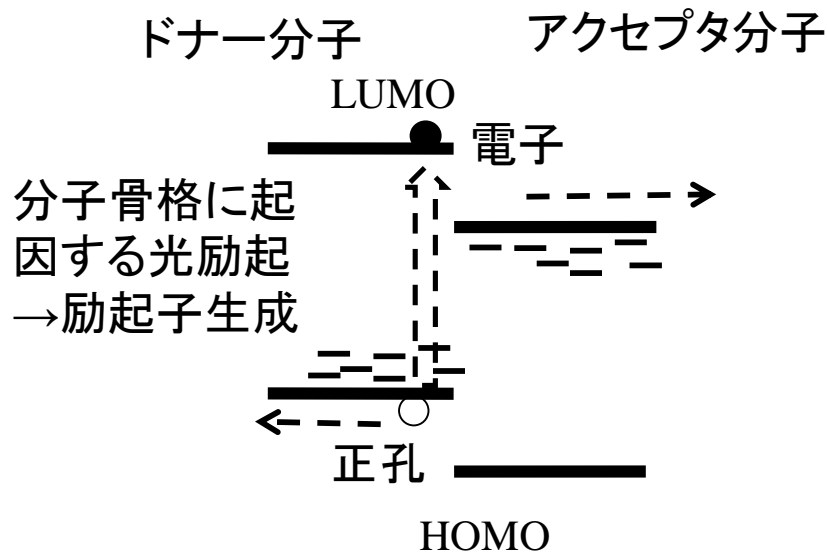 ドナー分子
アクセプタ分子
LUMO
電子
分子骨格に起
因する光励起
→励起子生成
正孔
HOMO